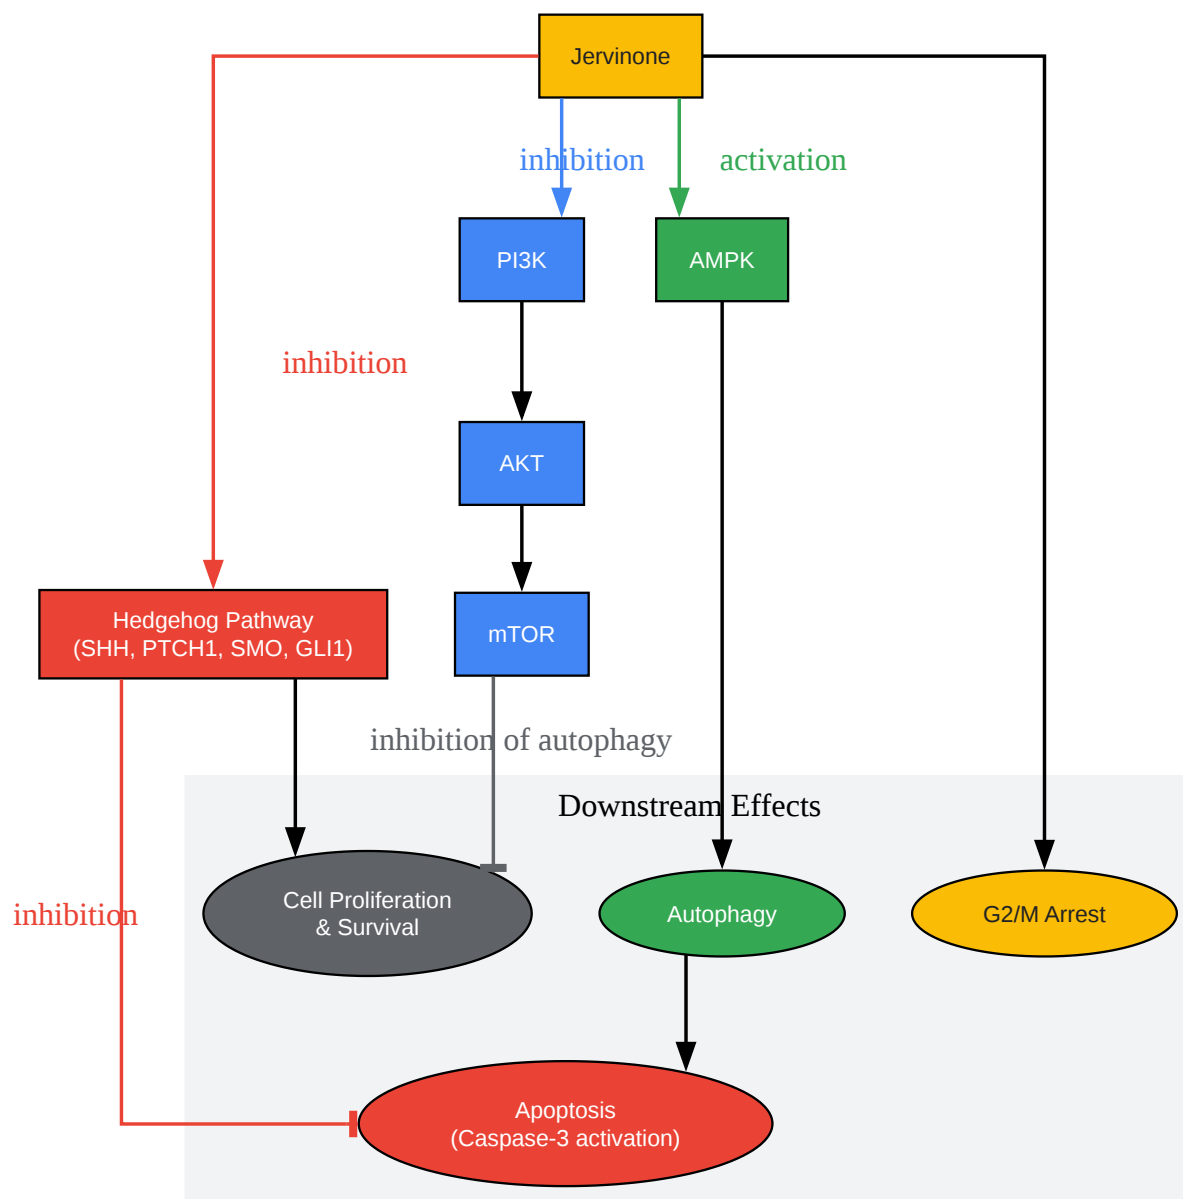 Jervinone
inhibition
activation
PI3K
AMPK
inhibition
AKT
Hedgehog Pathway
(SHH, PTCH1, SMO, GLI1)
mTOR
inhibition of autophagy
Downstream Effects
inhibition
Cell Proliferation
& Survival
Autophagy
G2/M Arrest
Apoptosis
(Caspase-3 activation)